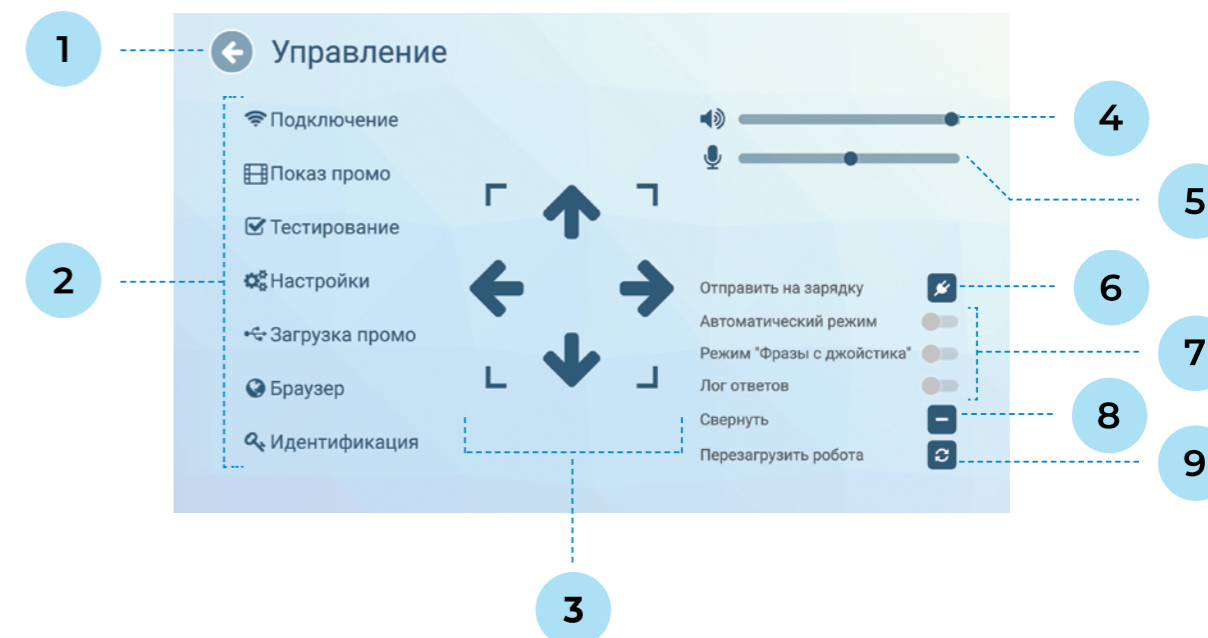 1
Управление
Подключение
Показ промо
Тестирование
Настройки
Загрузка промо
Браузер
Идентификация
2
3
4
5
Отправить на зарядку
6
Автоматический режим
Режим "Фразы с джойстика"
Лог ответов
7
Свернуть
8
Перезагрузить робота
9